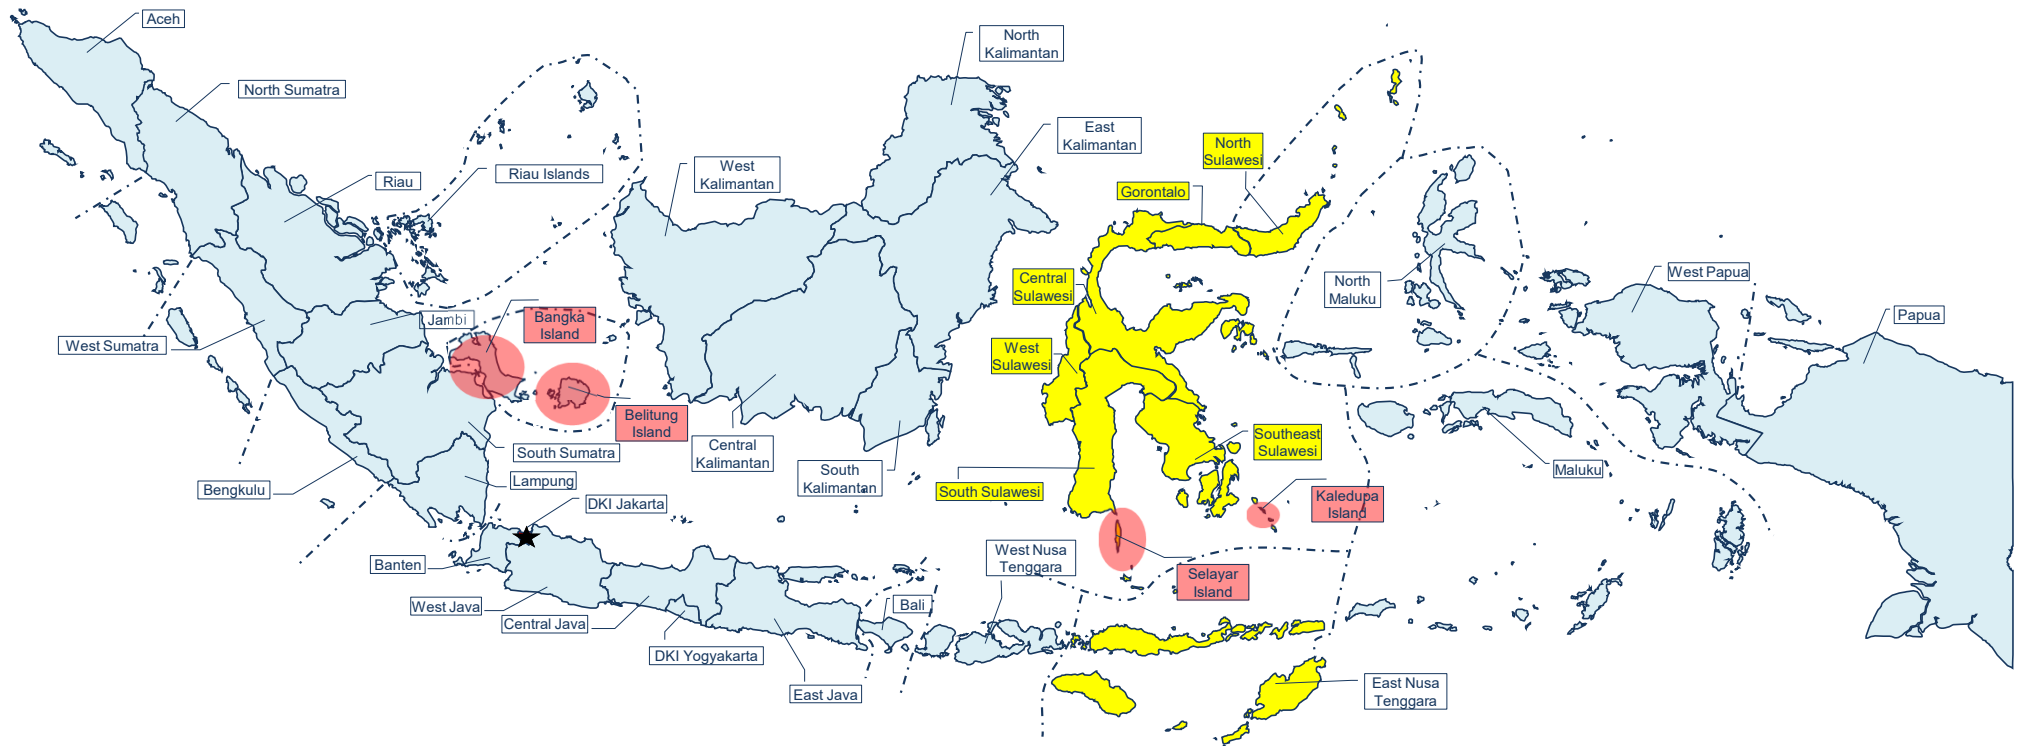 Aceh
North Sumatra
Riau
Riau Islands
West
Kalimantan
North
Kalimantan
East
Kalimantan
North
Sulawesi
Gorontalo
Central
Sulawesi
West
Sulawesi
North
Maluku
West Papua
Papua
Jambi
Bangka
Island
West Sumatra
Belitung
Island
South Sumatra
Central
Kalimantan
South
Kalimantan
South Sulawesi
Southeast
Sulawesi
Maluku
Bengkulu
Lampung
DKI Jakarta
Kaledupa
Island
Banten
West Nusa
Tenggara
Selayar
Island
West Java
Bali
Central Java
DKI Yogyakarta
East Java
East Nusa
Tenggara